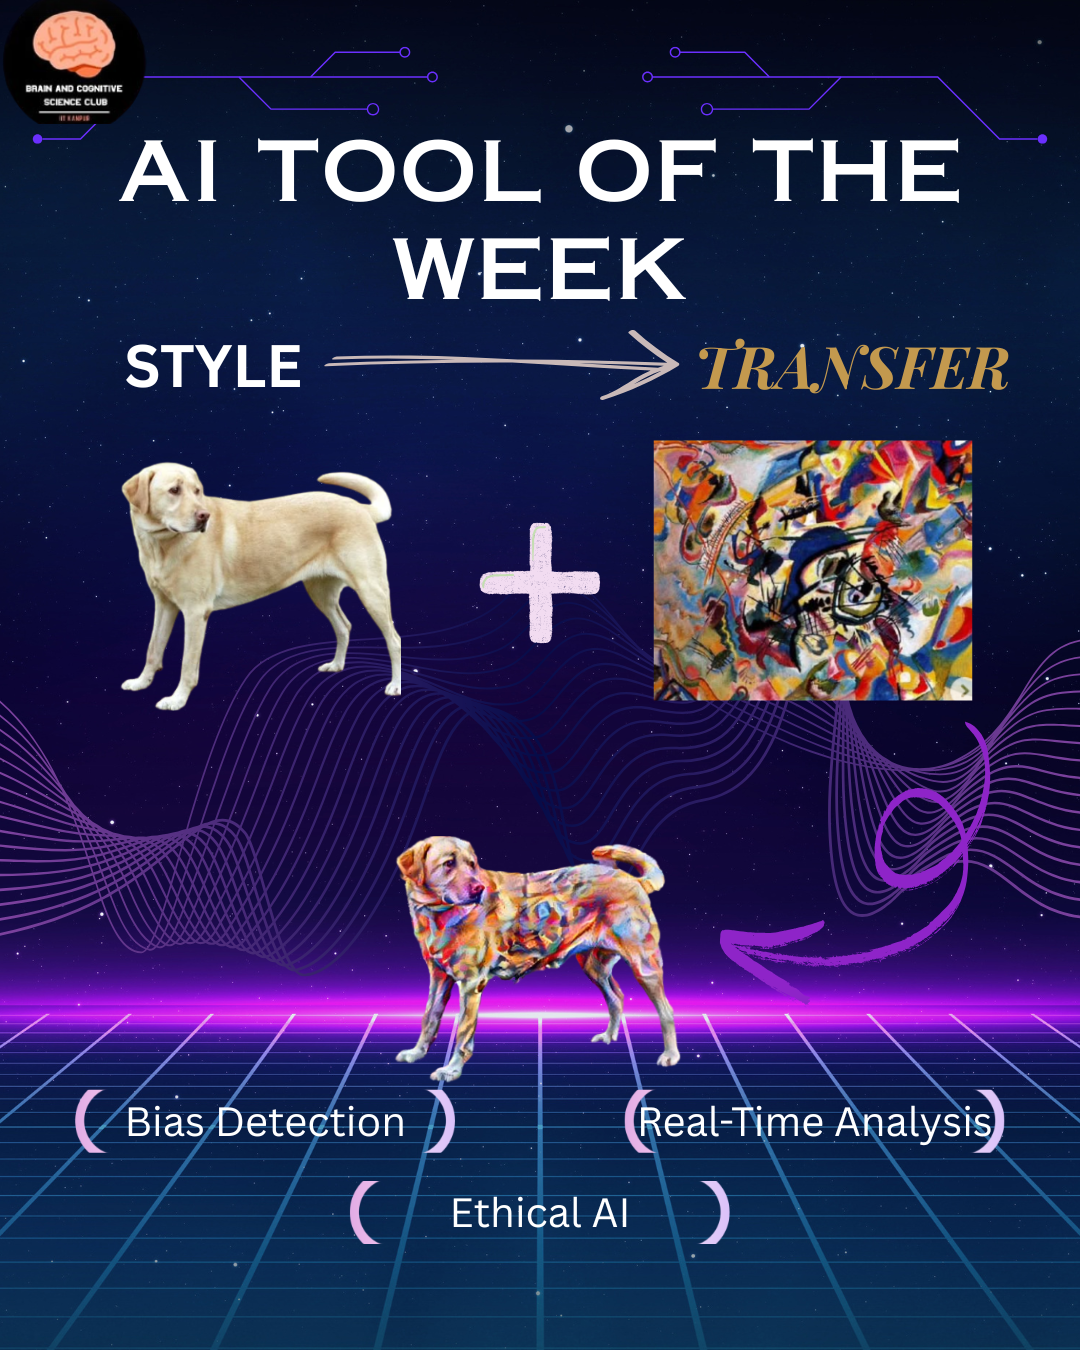 BRAIN AND COGNITIVE
SCIENCE CLUB
IIT KANPUR
AI TOOL OF THE
WEEK
STYLE TRANSFER
Bias Detection
Real-Time Analysis
Ethical AI